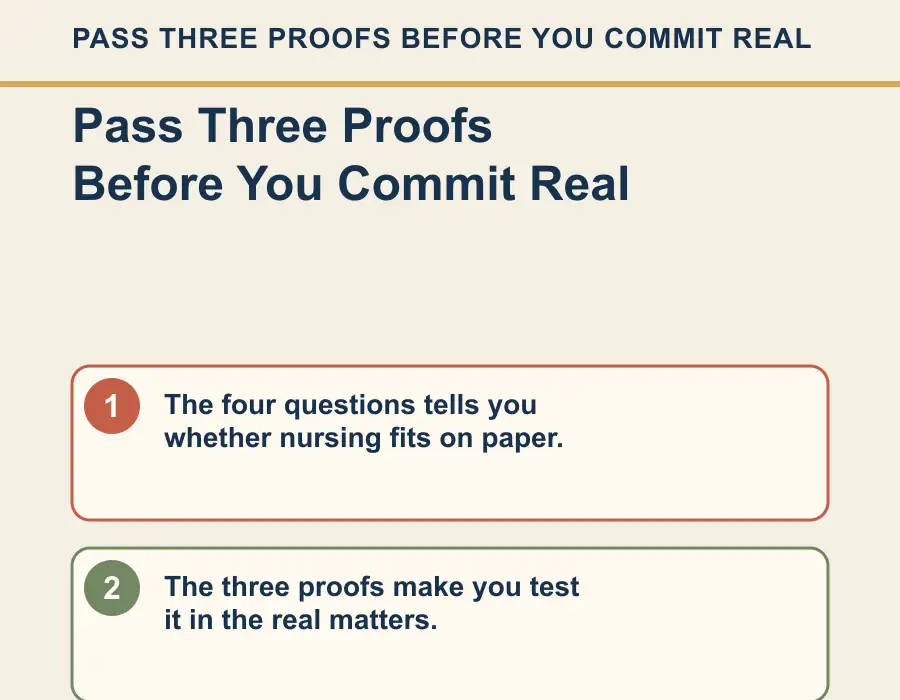 PASS THREE PROOFS BEFORE YOU COMMIT REAL
Pass Three Proofs
Before You Commit Real
1
The four questions tells you
whether nursing fits on paper.
2
The three proofs make you test
it in the real matters.